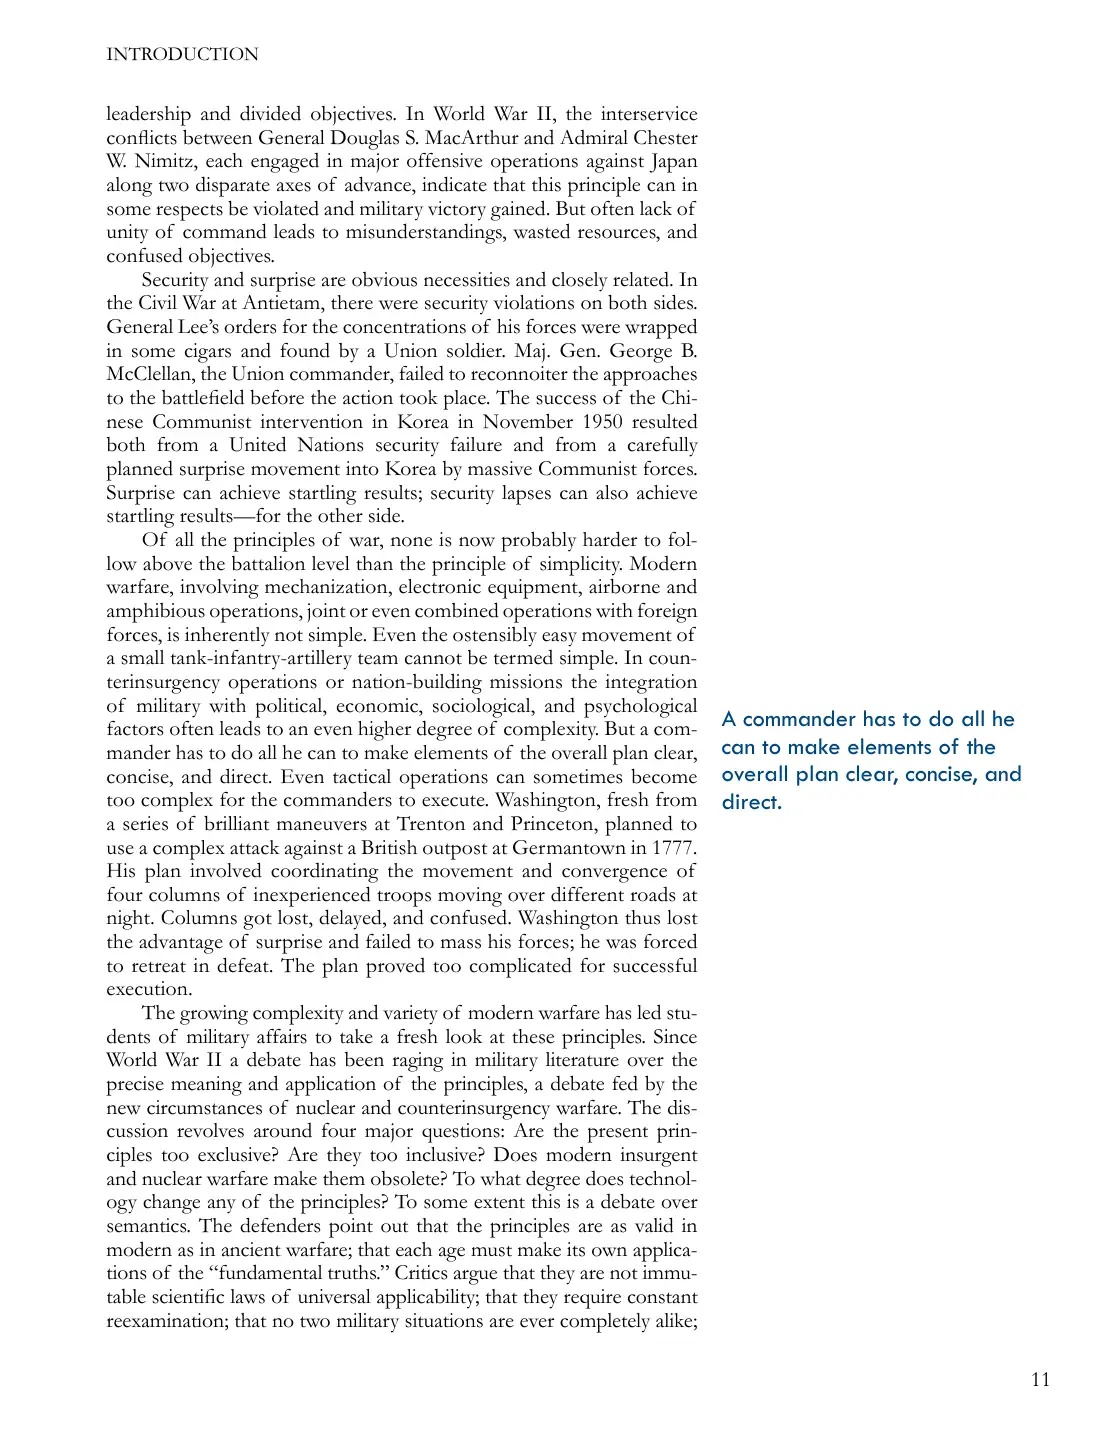 INTRODUCTION
leadership and divided objectives. In World War II, the interservice
conflicts between General Douglas S. MacArthur and Admiral Chester
W. Nimitz, each engaged in major offensive operations against Japan
along two disparate axes of advance, indicate that this principle can in
some respects be violated and military victory gained. But often lack of
unity of command leads to misunderstandings, wasted resources, and
confused objectives.
Security and surprise are obvious necessities and closely related. In
the Civil War at Antietam, there were security violations on both sides.
General Lee’s orders for the concentrations of his forces were wrapped
in some cigars and found by a Union soldier. Maj. Gen. George B.
McClellan, the Union commander, failed to reconnoiter the approaches
to the battlefield before the action took place. The success of the Chi-
nese Communist intervention in Korea in November 1950 resulted
both from a United Nations security failure and from a carefully
planned surprise movement into Korea by massive Communist forces.
Surprise can achieve startling results; security lapses can also achieve
startling results—for the other side.
Of all the principles of war, none is now probably harder to fol-
low above the battalion level than the principle of simplicity. Modern
warfare, involving mechanization, electronic equipment, airborne and
amphibious operations, joint or even combined operations with foreign
forces, is inherently not simple. Even the ostensibly easy movement of
a small tank-infantry-artillery team cannot be termed simple. In coun-
terinsurgency operations or nation-building missions the integration
of military with political, economic, sociological, and psychological
factors often leads to an even higher degree of complexity. But a com-
mander has to do all he can to make elements of the overall plan clear,
concise, and direct. Even tactical operations can sometimes become
too complex for the commanders to execute. Washington, fresh from
a series of brilliant maneuvers at Trenton and Princeton, planned to
use a complex attack against a British outpost at Germantown in 1777.
His plan involved coordinating the movement and convergence of
four columns of inexperienced troops moving over different roads at
night. Columns got lost, delayed, and confused. Washington thus lost
the advantage of surprise and failed to mass his forces; he was forced
to retreat in defeat. The plan proved too complicated for successful
execution.
The growing complexity and variety of modern warfare has led stu-
dents of military affairs to take a fresh look at these principles. Since
World War II a debate has been raging in military literature over the
precise meaning and application of the principles, a debate fed by the
new circumstances of nuclear and counterinsurgency warfare. The dis-
cussion revolves around four major questions: Are the present prin-
ciples too exclusive? Are they too inclusive? Does modern insurgent
and nuclear warfare make them obsolete? To what degree does technol-
ogy change any of the principles? To some extent this is a debate over
semantics. The defenders point out that the principles are as valid in
modern as in ancient warfare; that each age must make its own applica-
tions of the “fundamental truths.” Critics argue that they are not immu-
table scientific laws of universal applicability; that they require constant
reexamination; that no two military situations are ever completely alike;
A commander has to do all he
can to make elements of the
overall plan clear, concise, and
direct.
11